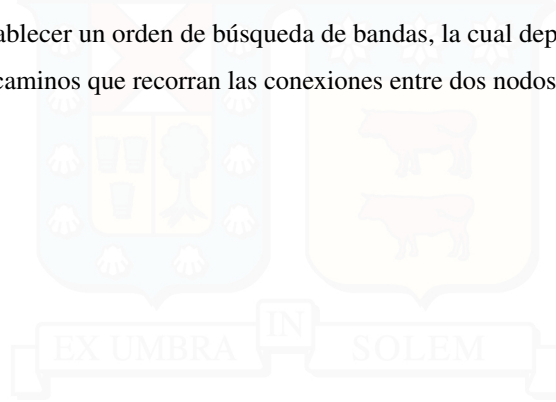 ablecer un orden de búsqueda de bandas, la cual dep
caminos que recorran las conexiones entre dos nodos
IN
EX UMBRA SOLEM